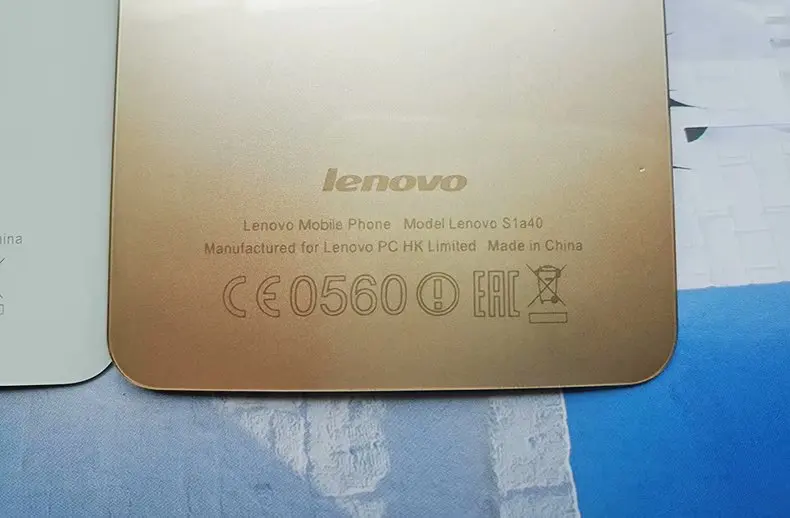 lenovo
Lenovo Mobile Phone Model Lenovo S1a40
Manufactured for Lenovo PC HK Limited Made in China
CE0560 EAC